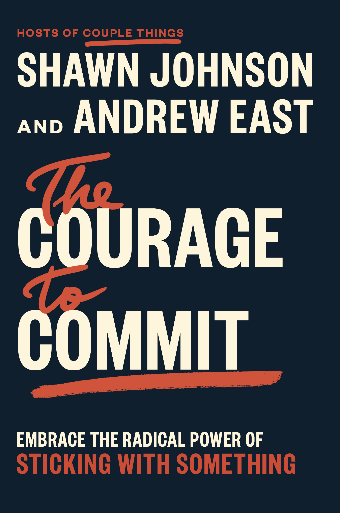 HOSTS OF COUPLE THINGS
SHAWN JOHNSON
AND ANDREW EAST
The
COURAGE
to
COMMIT
EMBRACE THE RADICAL POWER OF
STICKING WITH SOMETHING